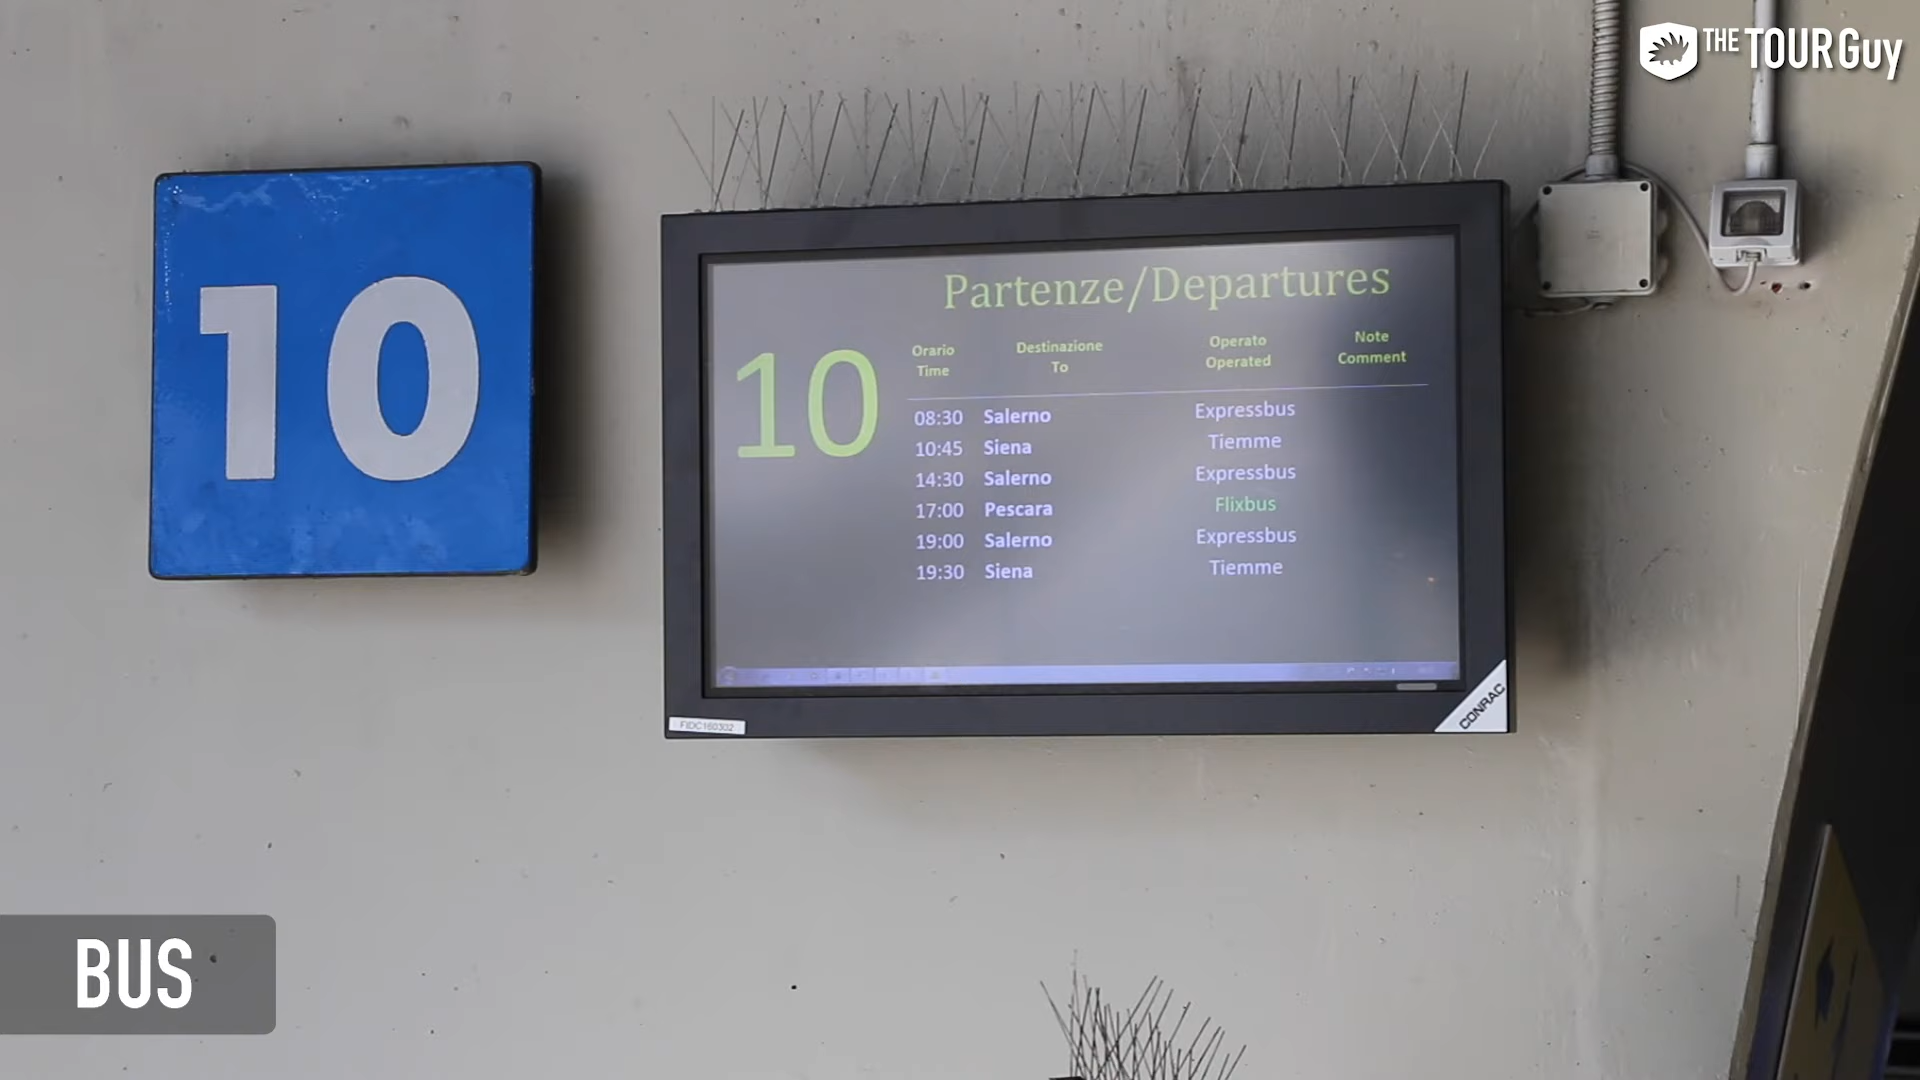 THE TOUR Guy
10
Partenze/Departures
10
Orario Destinazione Operato Note
Time To Operated Comment
08:30 Salerno Expressbus
10:45 Siena Tiemme
14:30 Salerno Expressbus
17:00 Pescara Flixbus
19:00 Salerno Expressbus
19:30 Siena Tiemme
CONRAC
FIDC160302
BUS